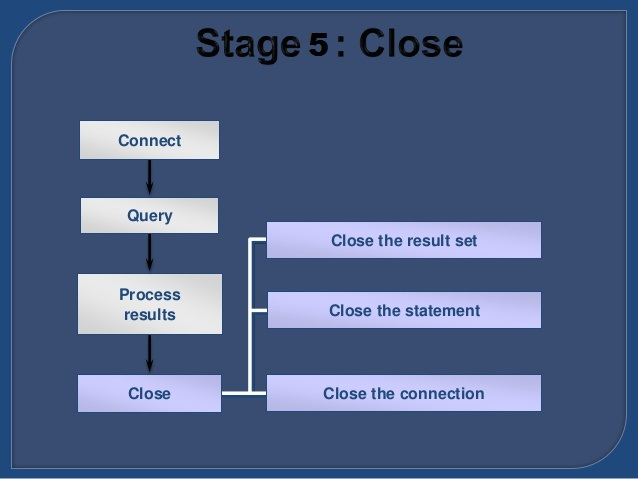 Stage 5 : Close
Connect
Query
Process
results
Close
Close the result set
Close the statement
Close the connection